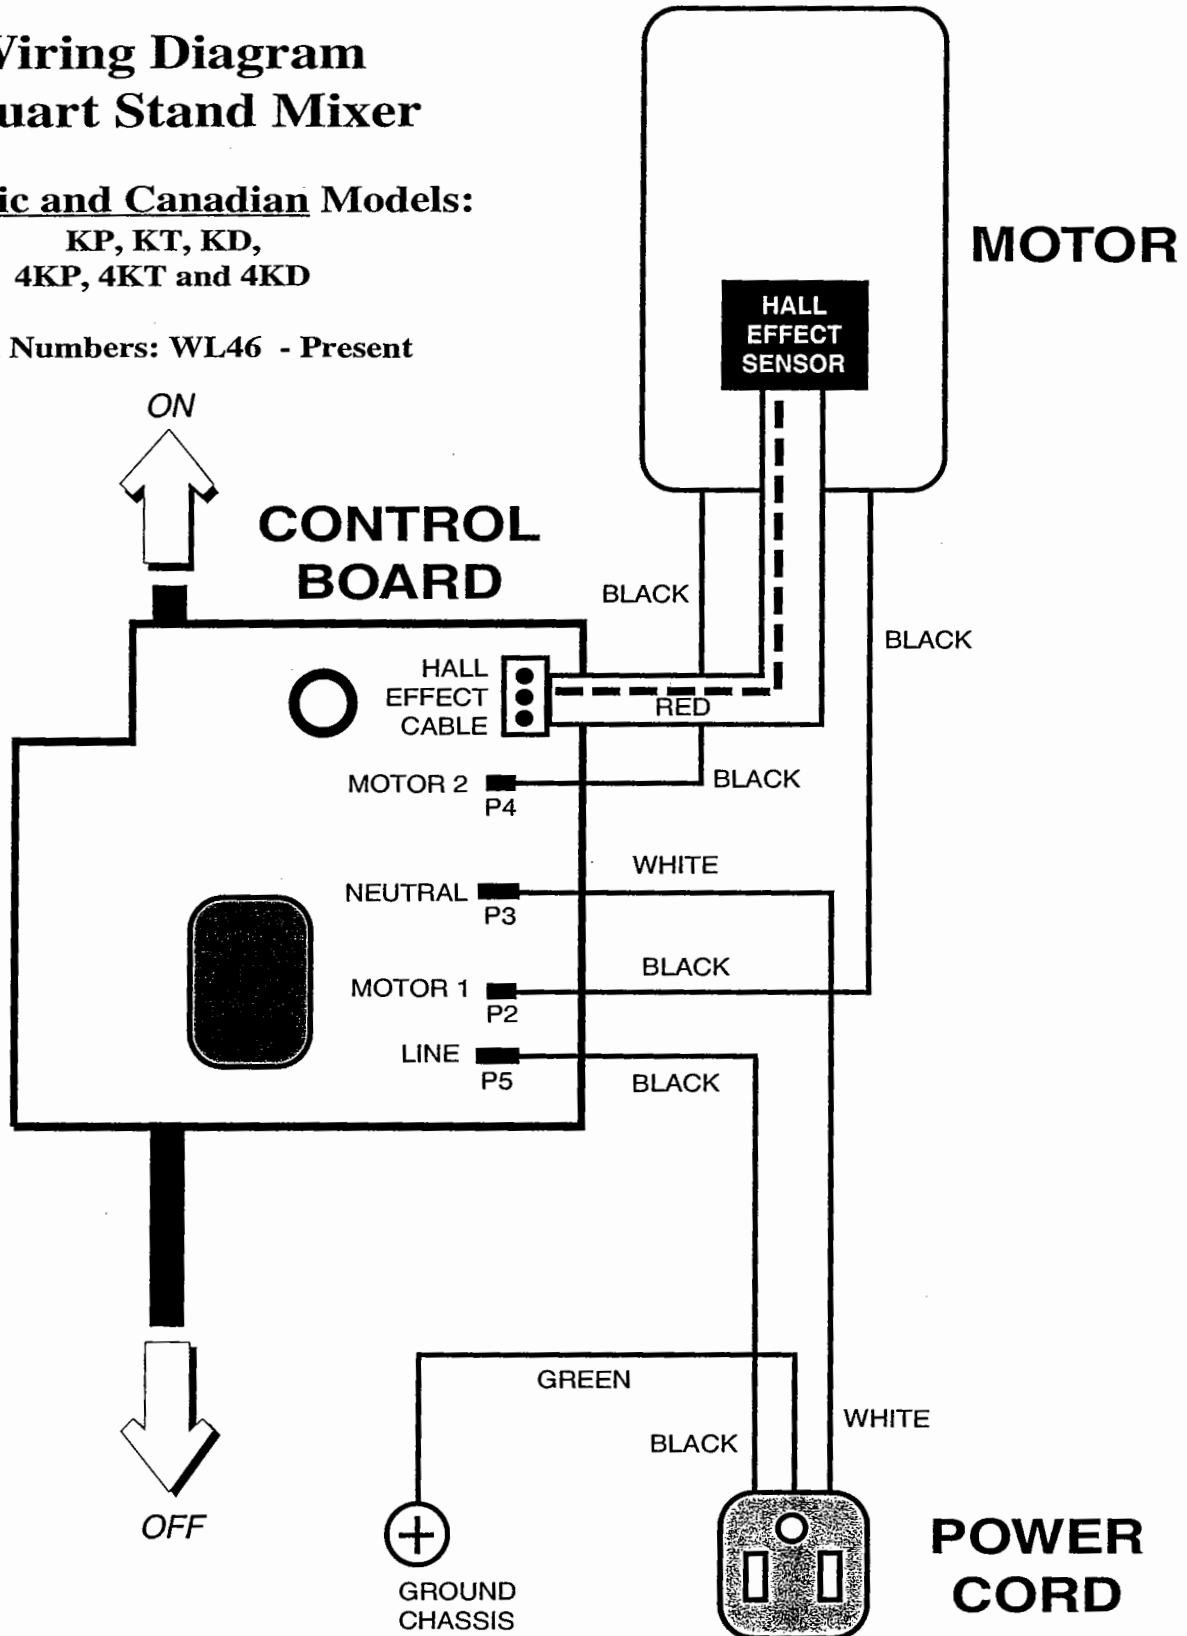 Wiring Diagram
uart Stand Mixer
ic and Canadian Models:
KP, KT, KD,
4KP, 4KT and 4KD
Numbers: WL46 - Present
MOTOR
HALL
EFFECT
SENSOR
ON
CONTROL
BOARD
BLACK
BLACK
HALL
EFFECT
CABLE
RED
MOTOR 2
P4
BLACK
WHITE
NEUTRAL
P3
BLACK
MOTOR 1
P2
LINE
P5
BLACK
GREEN
WHITE
BLACK
OFF
GROUND
CHASSIS
POWER
CORD